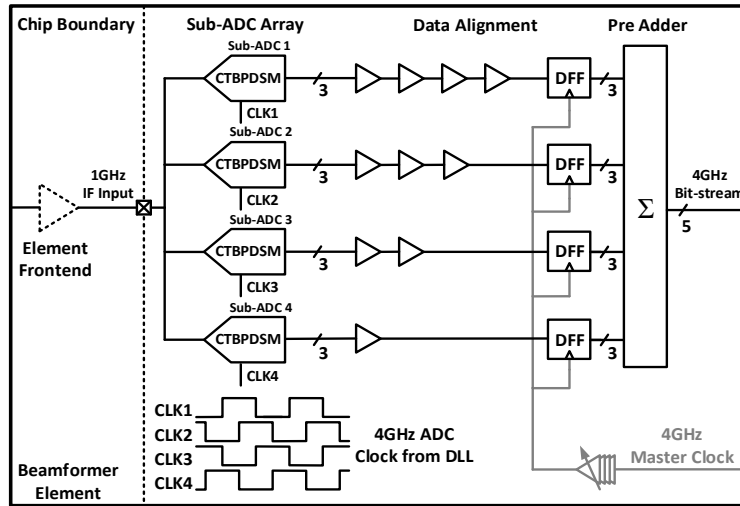 Chip Boundary
Sub-ADC Array
Data Alignment
Pre Adder
Sub-ADC 1
CTBPDSM
3
DFF
3
CLK1
Sub-ADC 2
CTBPDSM
3
DFF
3
CLK2
1GHz
IF Input
Element
Frontend
Σ
4GHz
Bit-stream
5
Sub-ADC 3
CTBPDSM
3
DFF
3
CLK3
Sub-ADC 4
CTBPDSM
3
DFF
3
CLK4
CLK1
CLK2
CLK3
CLK4
4GHz ADC
Clock from DLL
4GHz
Master Clock
Beamformer
Element